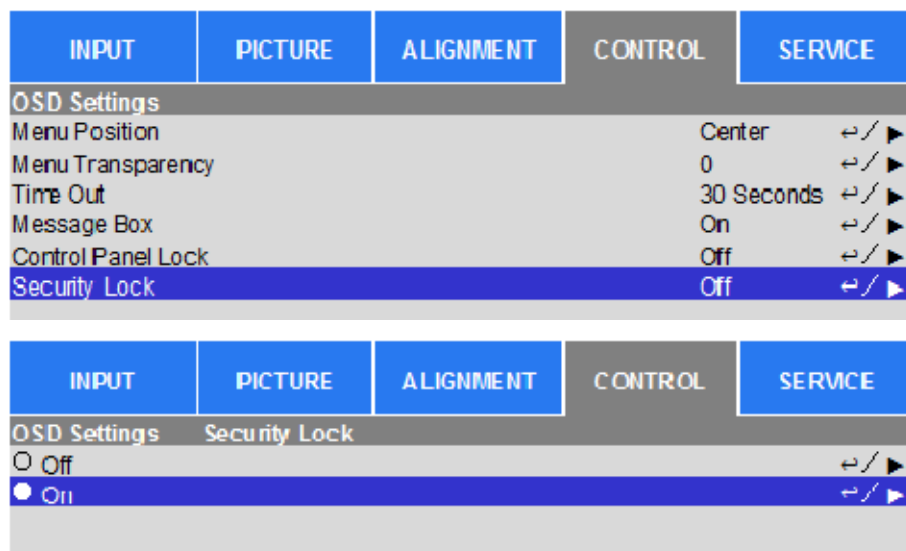 INPUT PICTURE ALIGNMENT CONTROL SERVICE
OSD Settings
Menu Position Center ↵/▶
Menu Transparency 0 ↵/▶
Time Out 30 Seconds ↵/▶
Message Box On ↵/▶
Control Panel Lock Off ↵/▶
Security Lock Off ↵/▶
INPUT PICTURE ALIGNMENT CONTROL SERVICE
OSD Settings Security Lock
○ Off ↵/▶
● On ↵/▶